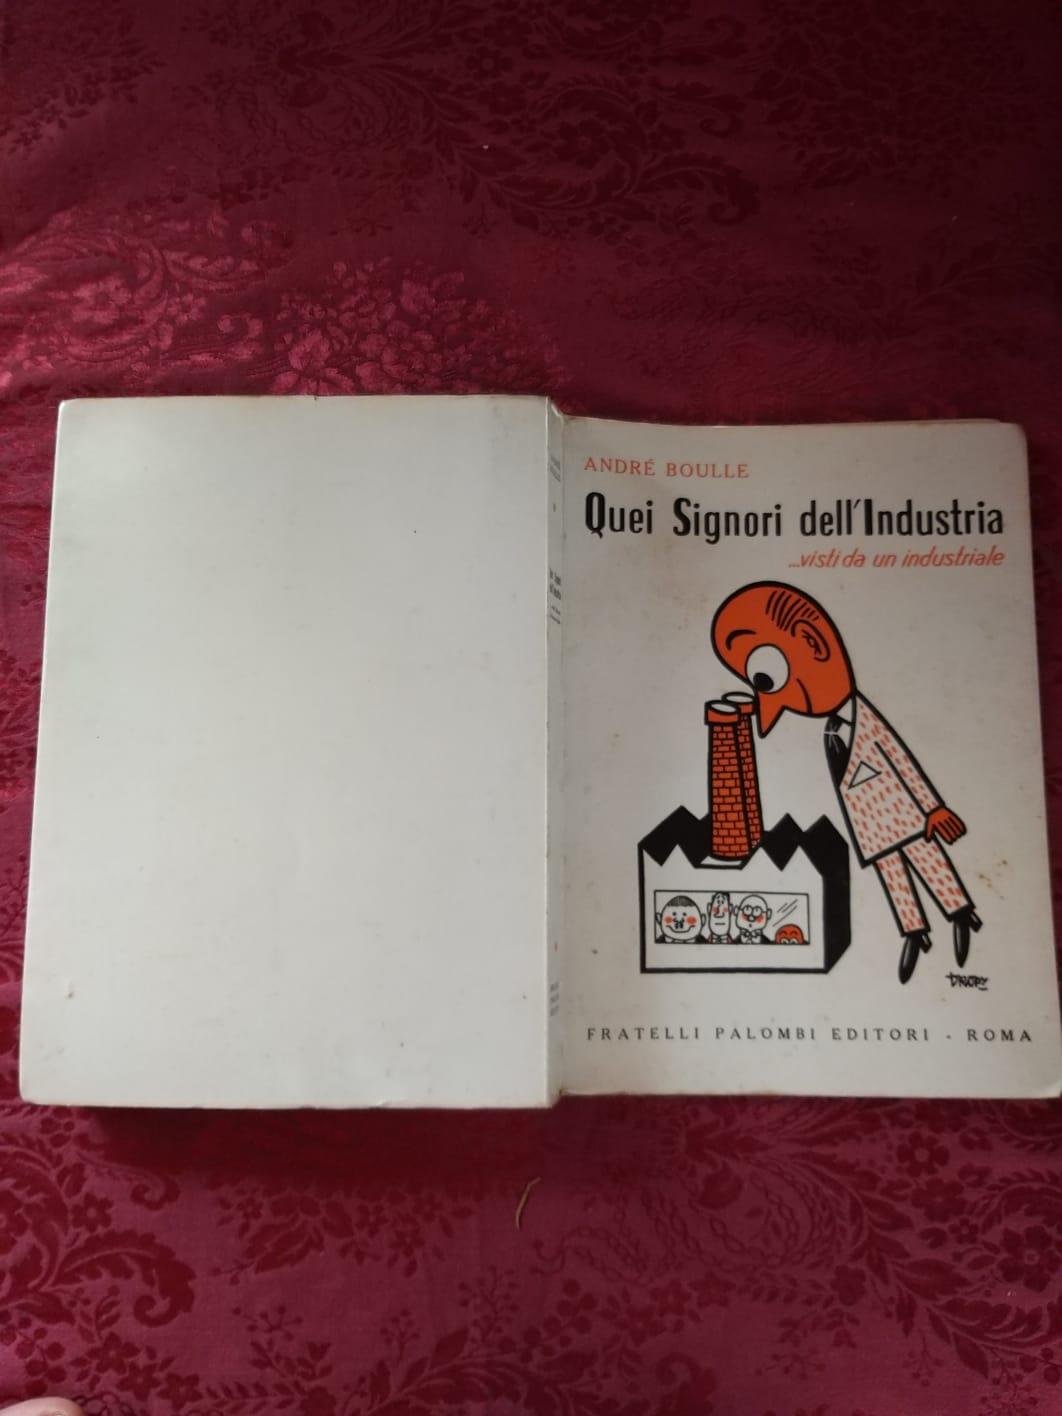 ANDRÉ BOULLE
Quei Signori dell'Industria
...visti da un industriale
FRATELLI PALOMBI EDITORI - ROMA